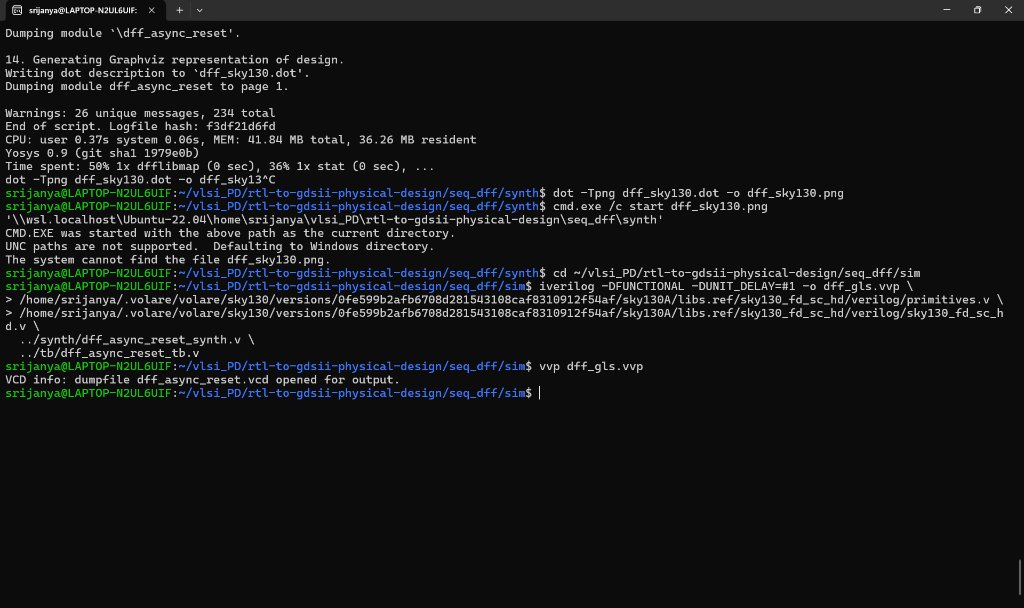 srijanya@LAPTOP-N2UL6UIF:
Dumping module `\dff_async_reset'.
14. Generating Graphviz representation of design.
Writing dot description to `dff_sky130.dot'.
Dumping module dff_async_reset to page 1.
Warnings: 26 unique messages, 234 total
End of script. Logfile hash: f3df21d6fd
CPU: user 0.37s system 0.06s, MEM: 41.84 MB total, 36.26 MB resident
Yosys 0.9 (git sha1 1979e0b)
Time spent: 50% 1x dfflibmap (0 sec), 36% 1x stat (0 sec), ...
dot -Tpng dff_sky130.dot -o dff_sky13^C
srijanya@LAPTOP-N2UL6UIF:~/vlsi_PD/rtl-to-gdsii-physical-design/seq_dff/synth$ dot -Tpng dff_sky130.dot -o dff_sky130.png
srijanya@LAPTOP-N2UL6UIF:~/vlsi_PD/rtl-to-gdsii-physical-design/seq_dff/synth$ cmd.exe /c start dff_sky130.png
'\\wsl.localhost\Ubuntu-22.04\home\srijanya\vlsi_PD\rtl-to-gdsii-physical-design\seq_dff\synth'
CMD.EXE was started with the above path as the current directory.
UNC paths are not supported.  Defaulting to Windows directory.
The system cannot find the file dff_sky130.png.
srijanya@LAPTOP-N2UL6UIF:~/vlsi_PD/rtl-to-gdsii-physical-design/seq_dff/synth$ cd ~/vlsi_PD/rtl-to-gdsii-physical-design/seq_dff/sim
srijanya@LAPTOP-N2UL6UIF:~/vlsi_PD/rtl-to-gdsii-physical-design/seq_dff/sim$ iverilog -DFUNCTIONAL -DUNIT_DELAY=#1 -o dff_gls.vvp \
> /home/srijanya/.volare/volare/sky130/versions/0fe599b2afb6708d281543108caf8310912f54af/sky130A/libs.ref/sky130_fd_sc_hd/verilog/primitives.v \
> /home/srijanya/.volare/volare/sky130/versions/0fe599b2afb6708d281543108caf8310912f54af/sky130A/libs.ref/sky130_fd_sc_hd/verilog/sky130_fd_sc_h
d.v \
  ../synth/dff_async_reset_synth.v \
  ../tb/dff_async_reset_tb.v
srijanya@LAPTOP-N2UL6UIF:~/vlsi_PD/rtl-to-gdsii-physical-design/seq_dff/sim$ vvp dff_gls.vvp
VCD info: dumpfile dff_async_reset.vcd opened for output.
srijanya@LAPTOP-N2UL6UIF:~/vlsi_PD/rtl-to-gdsii-physical-design/seq_dff/sim$